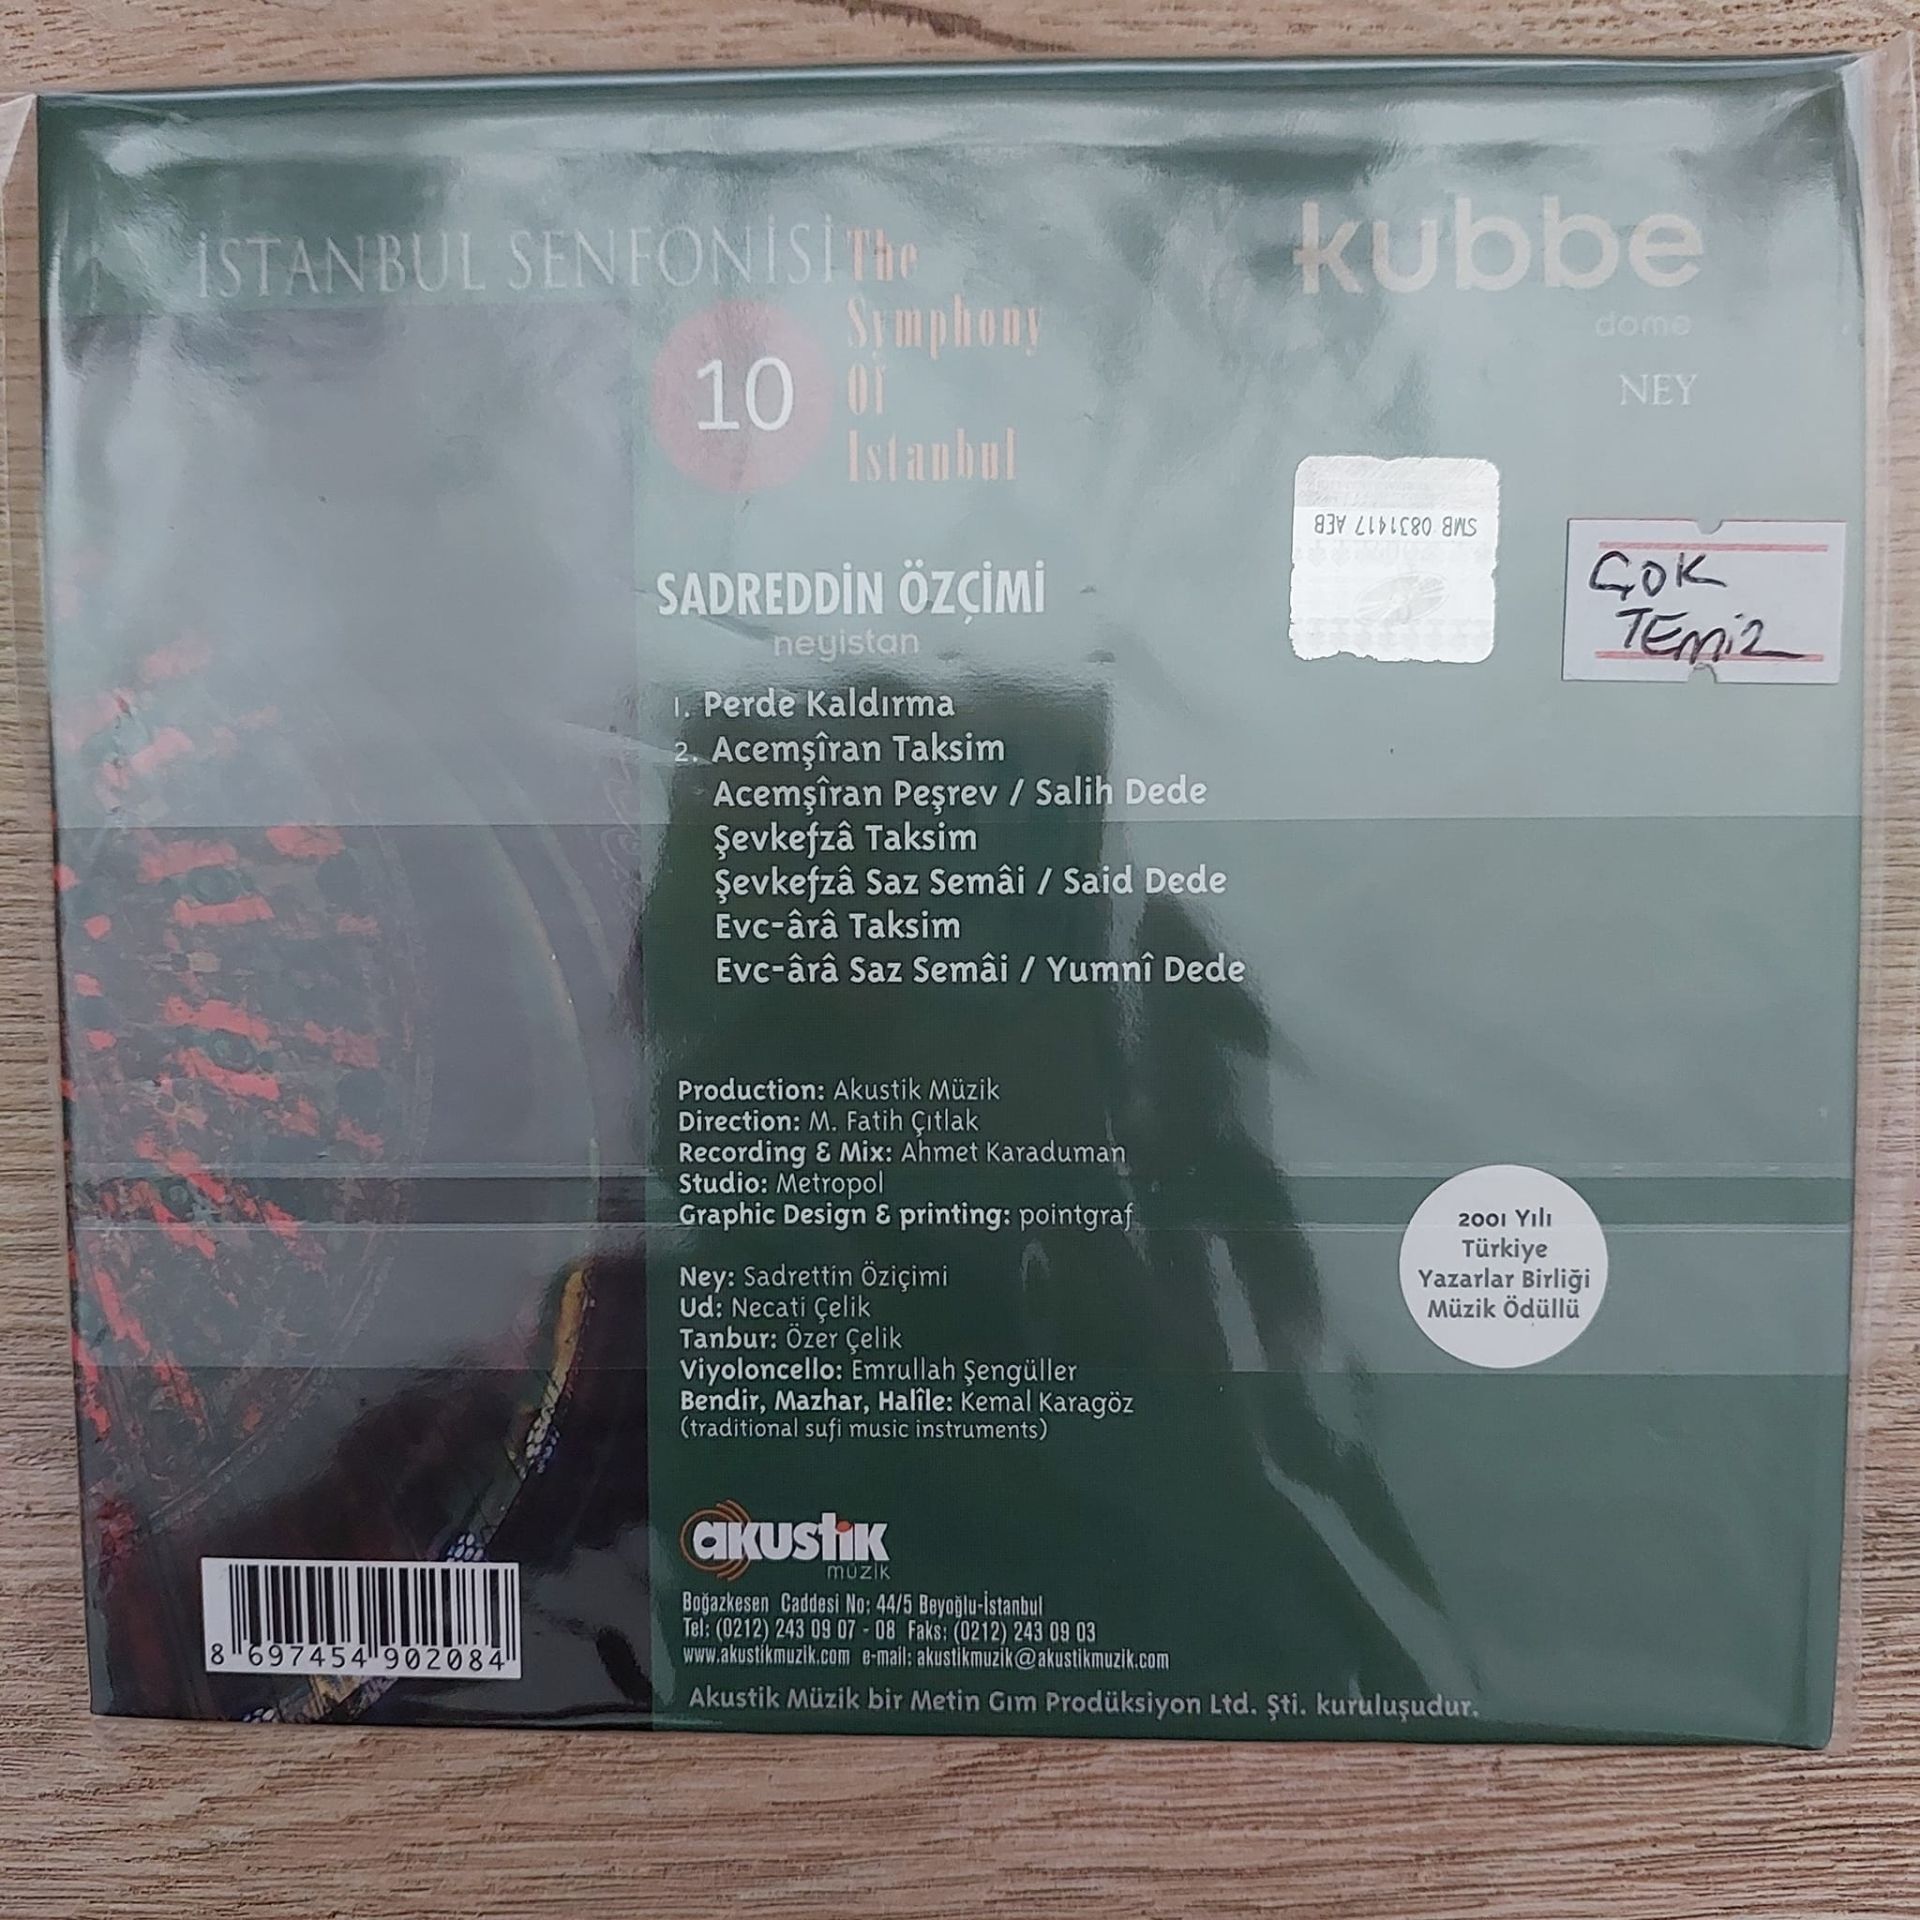 İSTANBUL SENFONİSİ
The
Symphony
Of
Istanbul
10
kubbe
dome
NEY
SMB 0831417 AEB
ÇOK
TEMİZ
SADREDDİN ÖZÇİMİ
neyistan
1. Perde Kaldırma
2. Acemşîran Taksim
Acemşîran Peşrev / Salih Dede
Şevkefzâ Taksim
Şevkefzâ Saz Semâi / Said Dede
Evc-ârâ Taksim
Evc-ârâ Saz Semâi / Yumnî Dede
Production: Akustik Müzik
Direction: M. Fatih Çıtlak
Recording & Mix: Ahmet Karaduman
Studio: Metropol
Graphic Design & printing: pointgraf
Ney: Sadrettin Öziçimi
Ud: Necati Çelik
Tanbur: Özer Çelik
Viyoloncello: Emrullah Şengüller
Bendir, Mazhar, Halîle: Kemal Karagöz
(traditional sufi music instruments)
2001 Yılı
Türkiye
Yazarlar Birliği
Müzik Ödüllü
akustik
müzik
Boğazkesen Caddesi No: 44/5 Beyoğlu-İstanbul
Tel: (0212) 243 09 07 - 08 Faks: (0212) 243 09 03
www.akustikmuzik.com e-mail: akustikmuzik@akustikmuzik.com
Akustik Müzik bir Metin Gım Prodüksiyon Ltd. Şti. kuruluşudur.
8 697454 902084